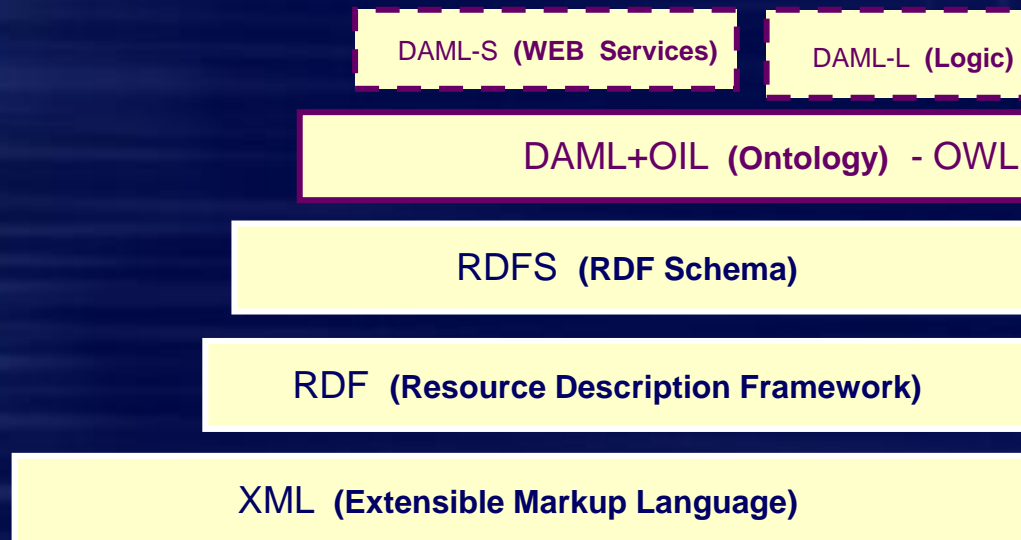 DAML-S (WEB Services)
DAML-L (Logic)
DAML+OIL (Ontology) - OWL
RDFS (RDF Schema)
RDF (Resource Description Framework)
XML (Extensible Markup Language)